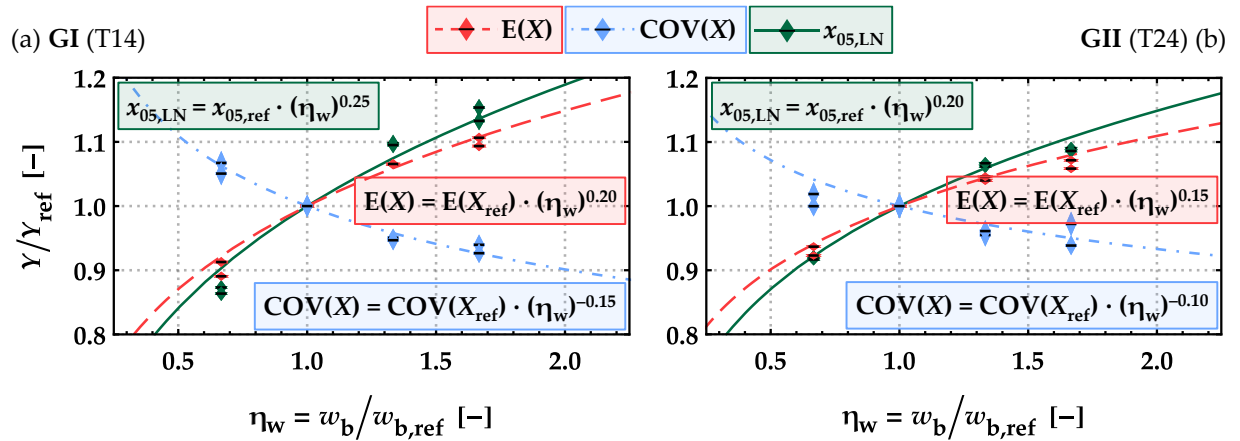 E(X) COV(X) x05,LN
(a) GI (T14) GII (T24) (b)
x05,LN = x05,ref · (ηw)^0.25
E(X) = E(Xref) · (ηw)^0.20
COV(X) = COV(Xref) · (ηw)^−0.15
Y/Yref [−]
1.2
1.1
1.0
0.9
0.8
0.5 1.0 1.5 2.0
ηw = wb/wb,ref [−]
x05,LN = x05,ref · (ηw)^0.20
E(X) = E(Xref) · (ηw)^0.15
COV(X) = COV(Xref) · (ηw)^−0.10
1.2
1.1
1.0
0.9
0.8
0.5 1.0 1.5 2.0
ηw = wb/wb,ref [−]